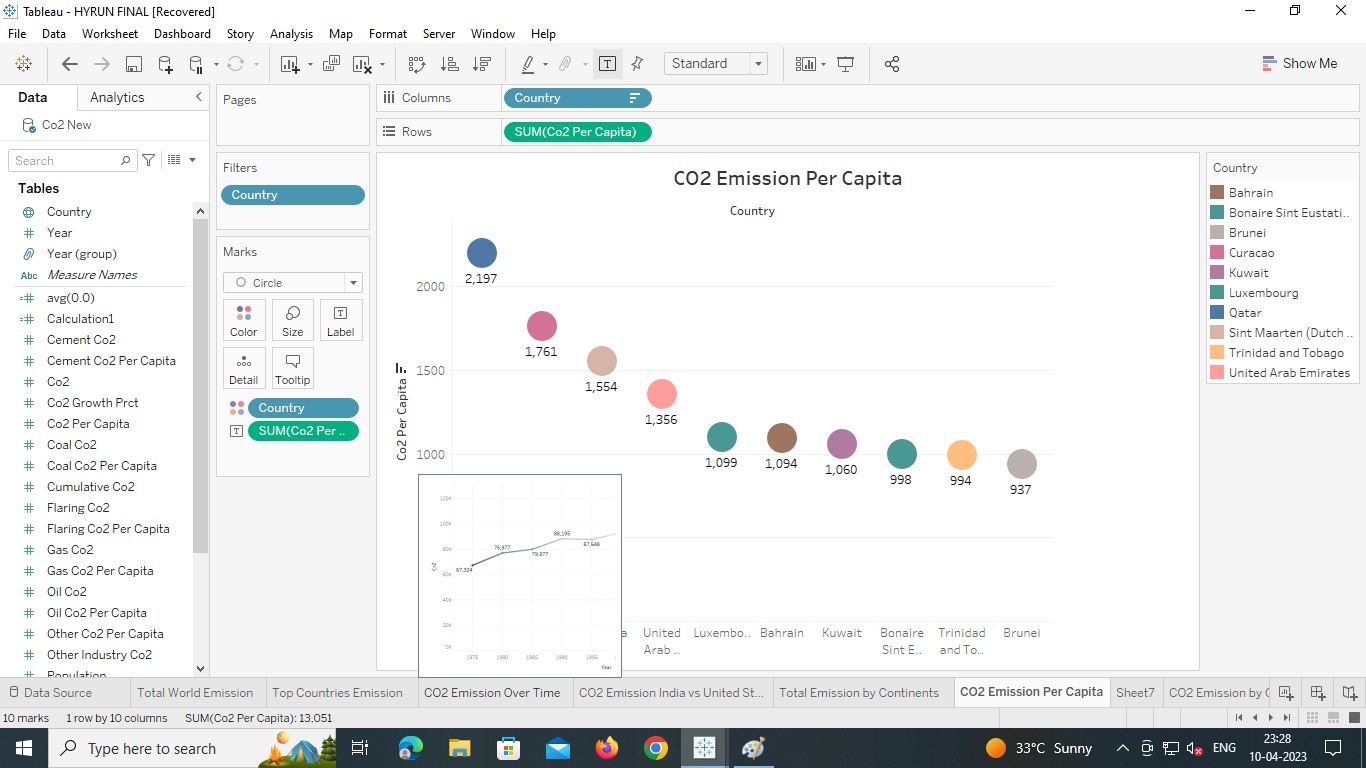 Tableau - HYRUN FINAL [Recovered]
File Data Worksheet Dashboard Story Analysis Map Format Server Window Help
Standard
Show Me
Data Analytics
Co2 New
Search
Tables
Country
Year
Year (group)
Abc Measure Names
avg(0.0)
Calculation1
Cement Co2
Cement Co2 Per Capita
Co2
Co2 Growth Prct
Co2 Per Capita
Coal Co2
Coal Co2 Per Capita
Cumulative Co2
Flaring Co2
Flaring Co2 Per Capita
Gas Co2
Gas Co2 Per Capita
Oil Co2
Oil Co2 Per Capita
Other Co2 Per Capita
Other Industry Co2
Population
Pages
Filters
Country
Marks
Circle
Color Size Label
Detail Tooltip
Country
SUM(Co2 Per ..
Columns Country
Rows SUM(Co2 Per Capita)
CO2 Emission Per Capita
Country
2000
1500
1000
Co2 Per Capita
2,197
1,761
1,554
1,356
1,099
1,094
1,060
998
994
937
120K
100K
80K
60K
40K
20K
0K
Co2
67,324
76,977
79,877
88,195
87,648
1975 1980 1985 1990 1995
Year
a
United Arab ..
Luxembo..
Bahrain
Kuwait
Bonaire Sint E..
Trinidad and To..
Brunei
Country
Bahrain
Bonaire Sint Eustati..
Brunei
Curacao
Kuwait
Luxembourg
Qatar
Sint Maarten (Dutch ..
Trinidad and Tobago
United Arab Emirates
Data Source Total World Emission Top Countries Emission CO2 Emission Over Time CO2 Emission India vs United St... Total Emission by Continents CO2 Emission Per Capita Sheet7 CO2 Emission by C
10 marks 1 row by 10 columns SUM(Co2 Per Capita): 13,051
Type here to search
33°C Sunny
ENG
23:28
10-04-2023